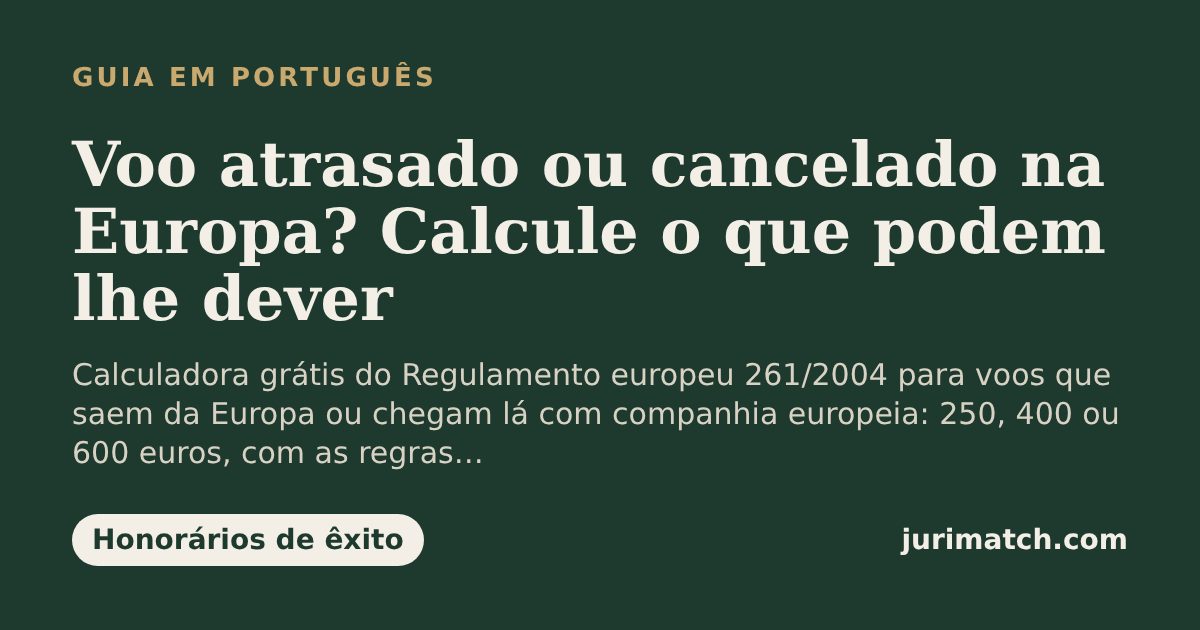 GUIA EM PORTUGUÊS
Voo atrasado ou cancelado na
Europa? Calcule o que podem
lhe dever
Calculadora grátis do Regulamento europeu 261/2004 para voos que
saem da Europa ou chegam lá com companhia europeia: 250, 400 ou
600 euros, com as regras…
Honorários de êxito
jurimatch.com